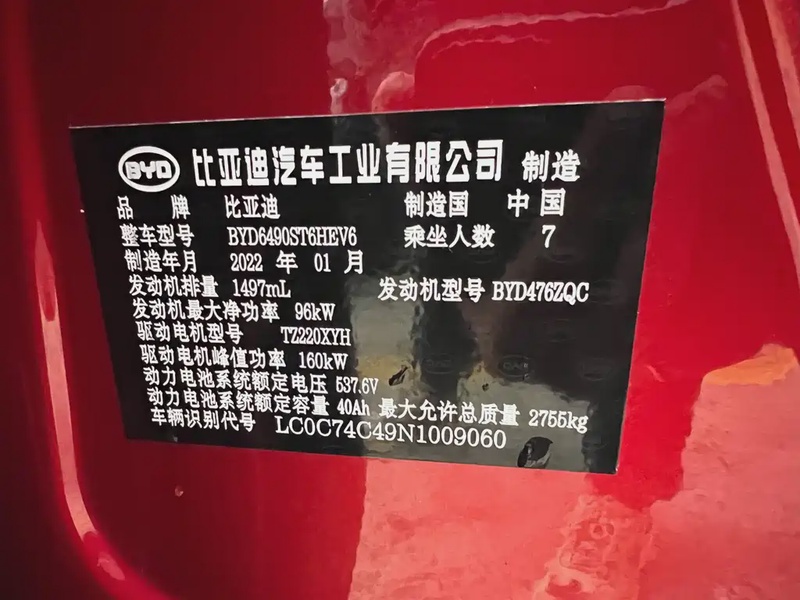 BYD 比亚迪汽车工业有限公司 制造
品 牌 比亚迪 制造国 中国
整车型号 BYD6490ST6HEV6 乘坐人数 7
制造年月 2022 年 01 月
发动机排量 1497mL 发动机型号 BYD476ZQC
发动机最大净功率 96kW
驱动电机型号 TZ220XYH
驱动电机峰值功率 160kW
动力电池系统额定电压 537.6V
动力电池系统额定容量 40Ah 最大允许总质量 2755kg
车辆识别代号 LC0C74C49N1009060